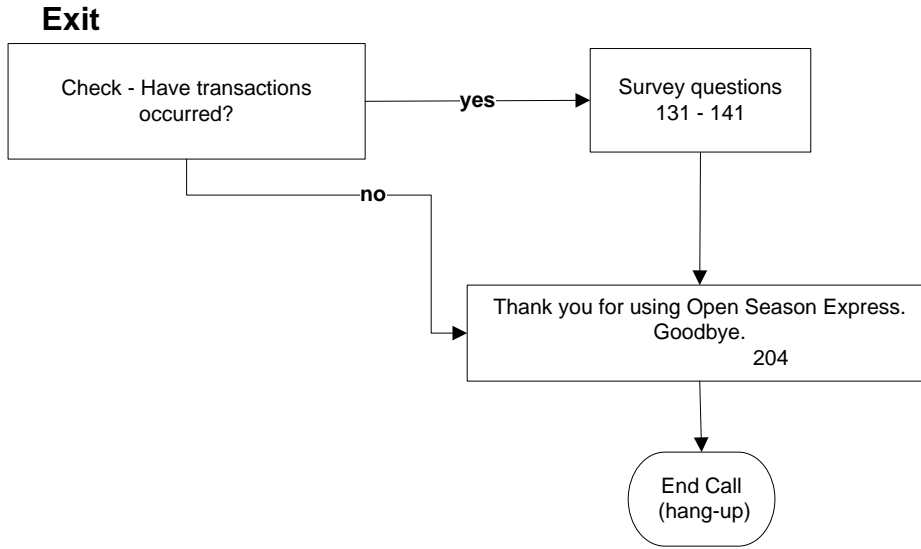 Exit
Check - Have transactions
occurred?
yes
Survey questions
131 - 141
no
Thank you for using Open Season Express.
Goodbye.
204
End Call
(hang-up)